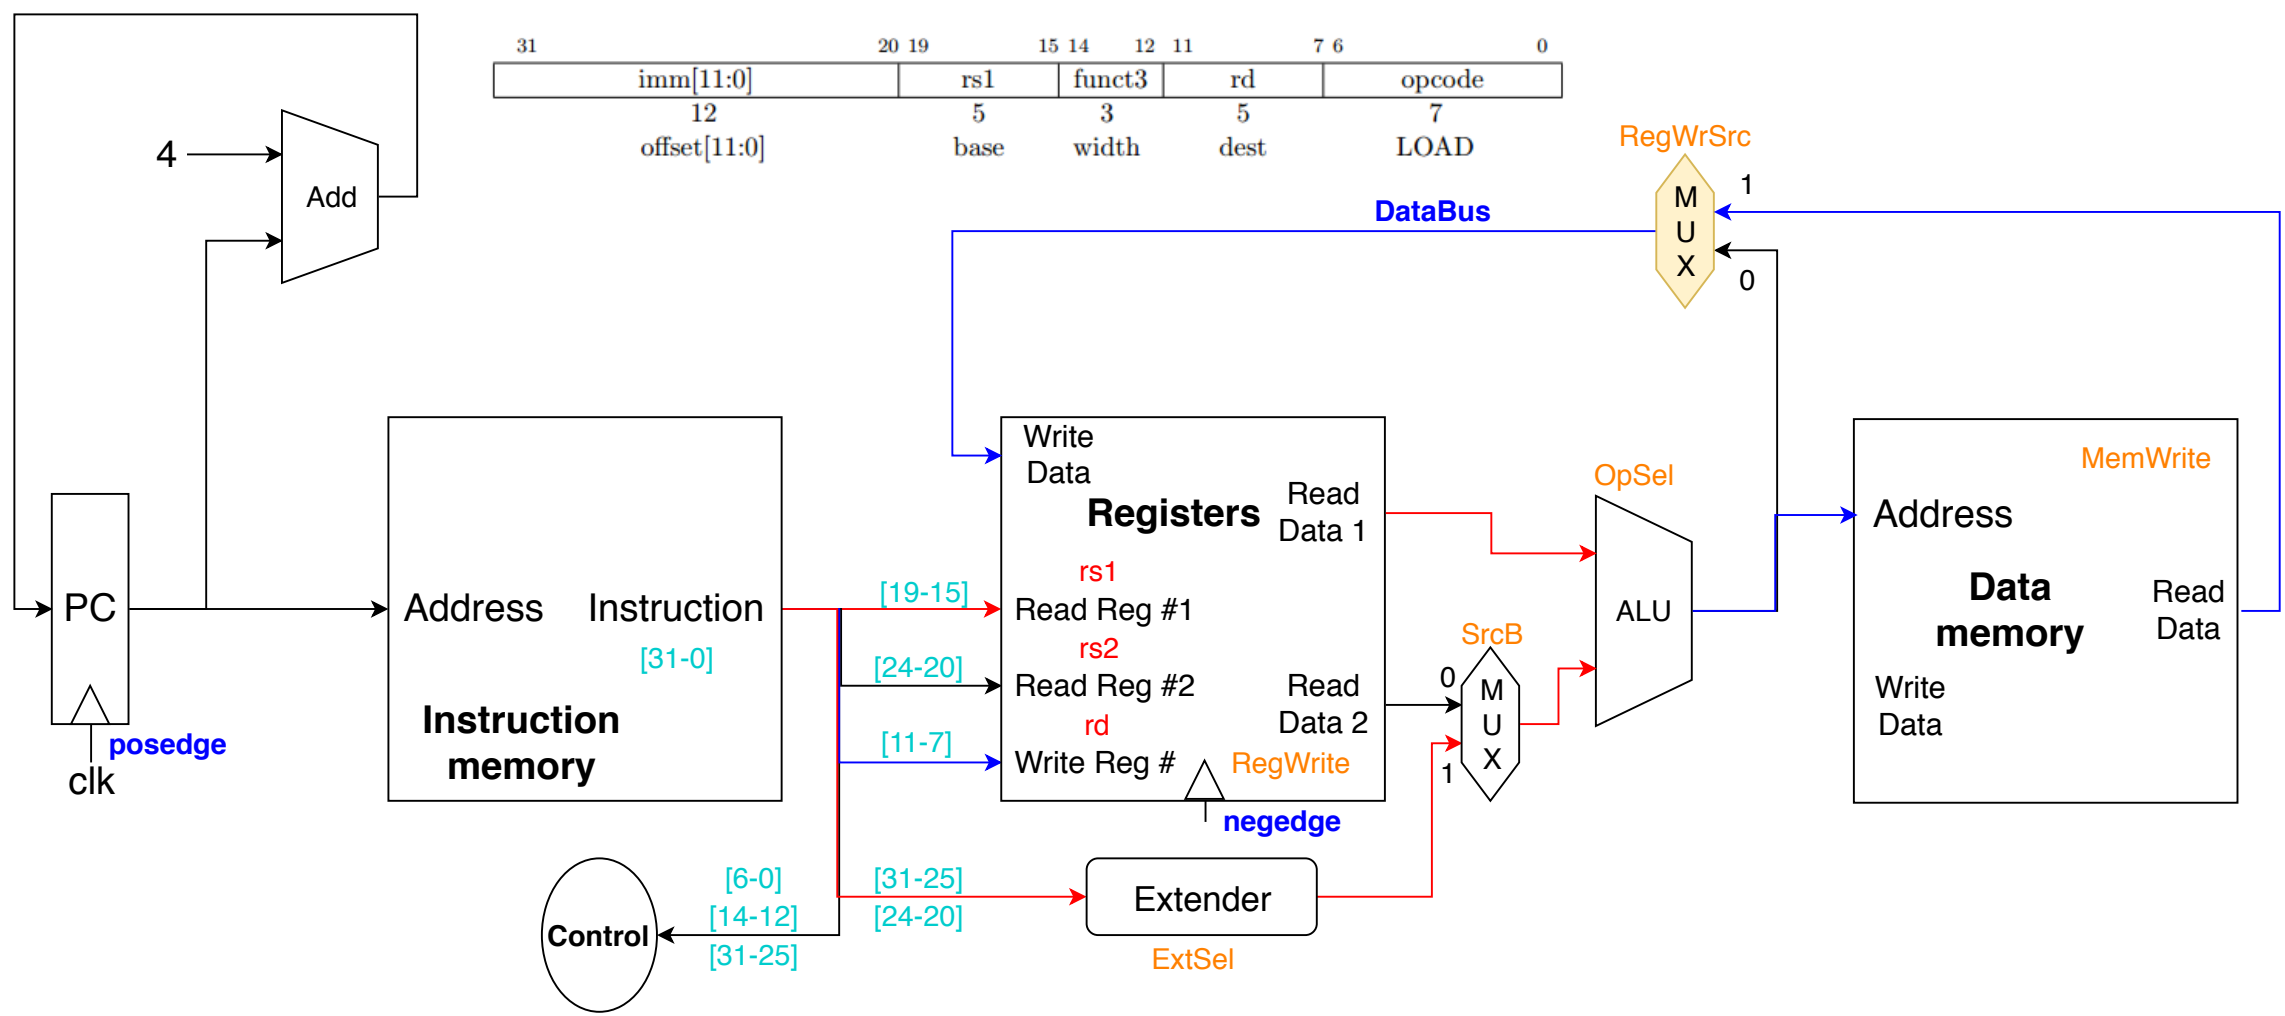 31 20 19 15 14 12 11 7 6 0
imm[11:0] rs1 funct3 rd opcode
12 5 3 5 7
offset[11:0] base width dest LOAD
4
Add
RegWrSrc
M
U
X
1
0
DataBus
PC
clk
posedge
Address
Instruction
[31-0]
Instruction
memory
[19-15]
[24-20]
[11-7]
Write
Data
Registers
Read
Data 1
rs1
Read Reg #1
rs2
Read Reg #2
rd
Write Reg #
Read
Data 2
RegWrite
negedge
SrcB
0
M
U
X
1
OpSel
ALU
MemWrite
Address
Data
memory
Read
Data
Write
Data
Control
[6-0]
[14-12]
[31-25]
[31-25]
[24-20]
Extender
ExtSel